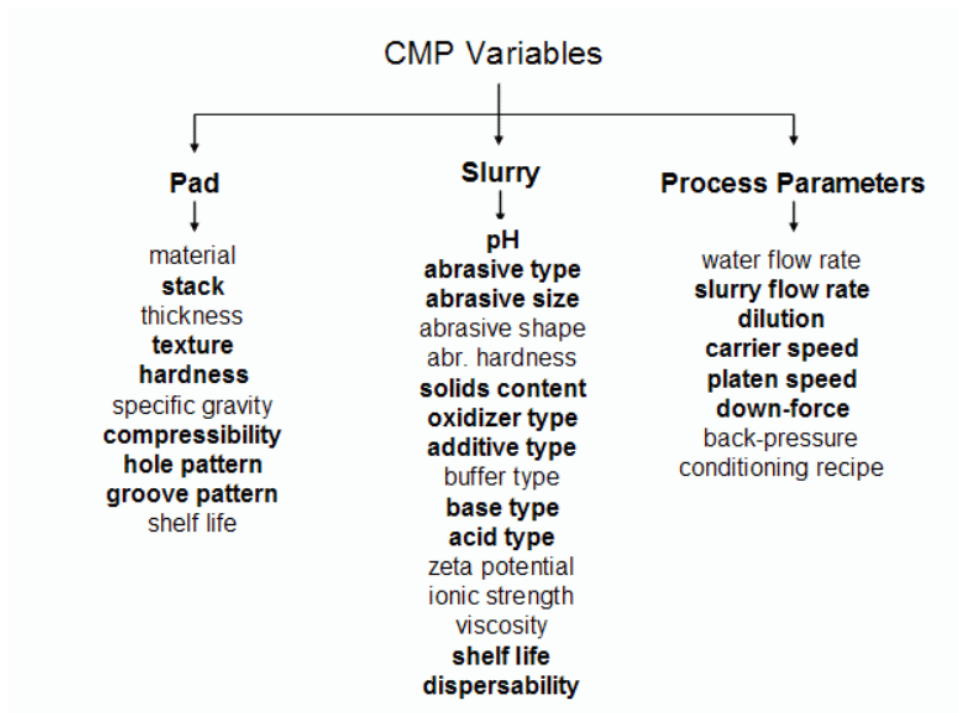 CMP Variables
Pad
material
stack
thickness
texture
hardness
specific gravity
compressibility
hole pattern
groove pattern
shelf life
Slurry
pH
abrasive type
abrasive size
abrasive shape
abr. hardness
solids content
oxidizer type
additive type
buffer type
base type
acid type
zeta potential
ionic strength
viscosity
shelf life
dispersability
Process Parameters
water flow rate
slurry flow rate
dilution
carrier speed
platen speed
down-force
back-pressure
conditioning recipe